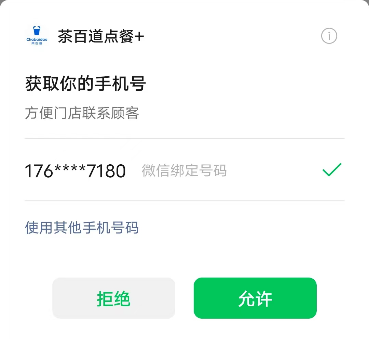 茶百道点餐+
获取你的手机号
方便门店联系顾客
176****7180 微信绑定号码
使用其他手机号码
拒绝 允许